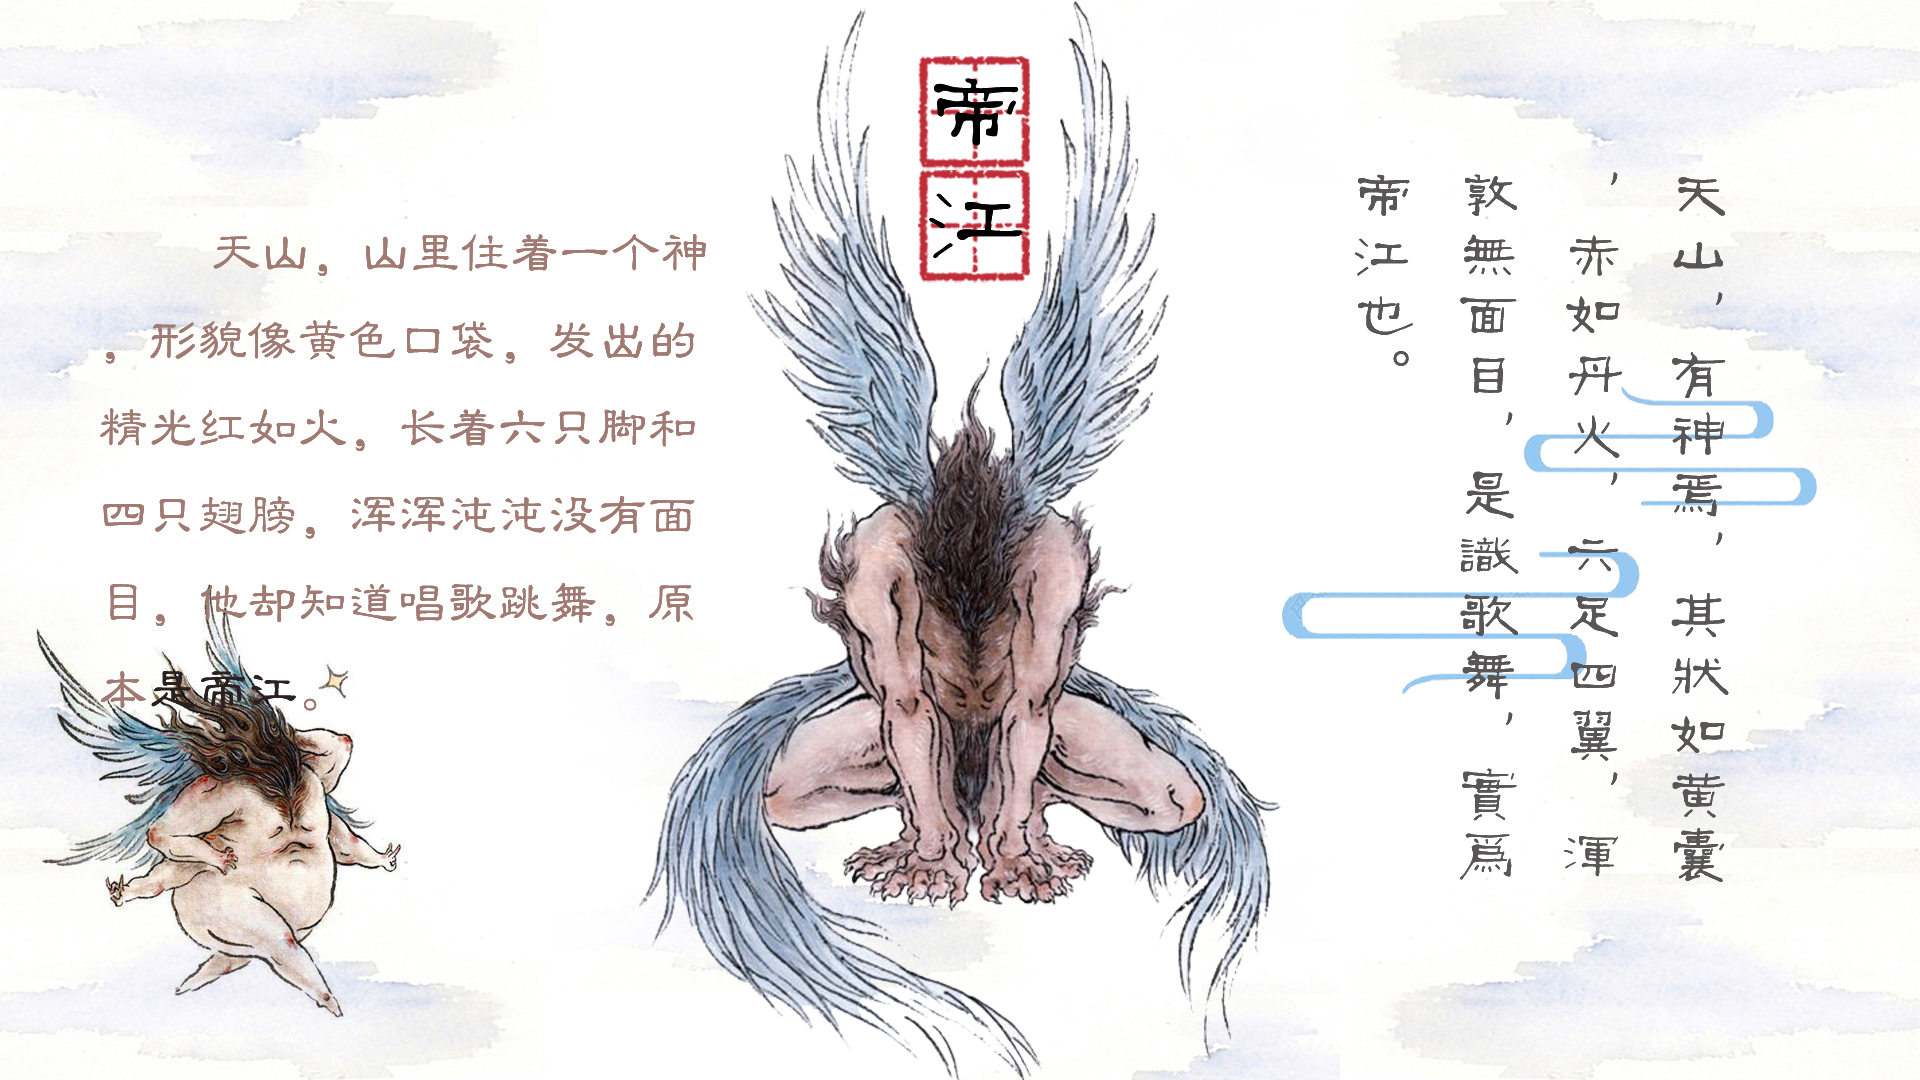 帝江
天山，山里住着一个神
，形貌像黄色口袋，发出的
精光红如火，长着六只脚和
四只翅膀，浑浑沌沌没有面
目，他却知道唱歌跳舞，原
本是帝江。
天山，有神焉，其狀如黄囊
，赤如丹火，六足四翼，渾
敦無面目，是識歌舞，實爲
帝江也。